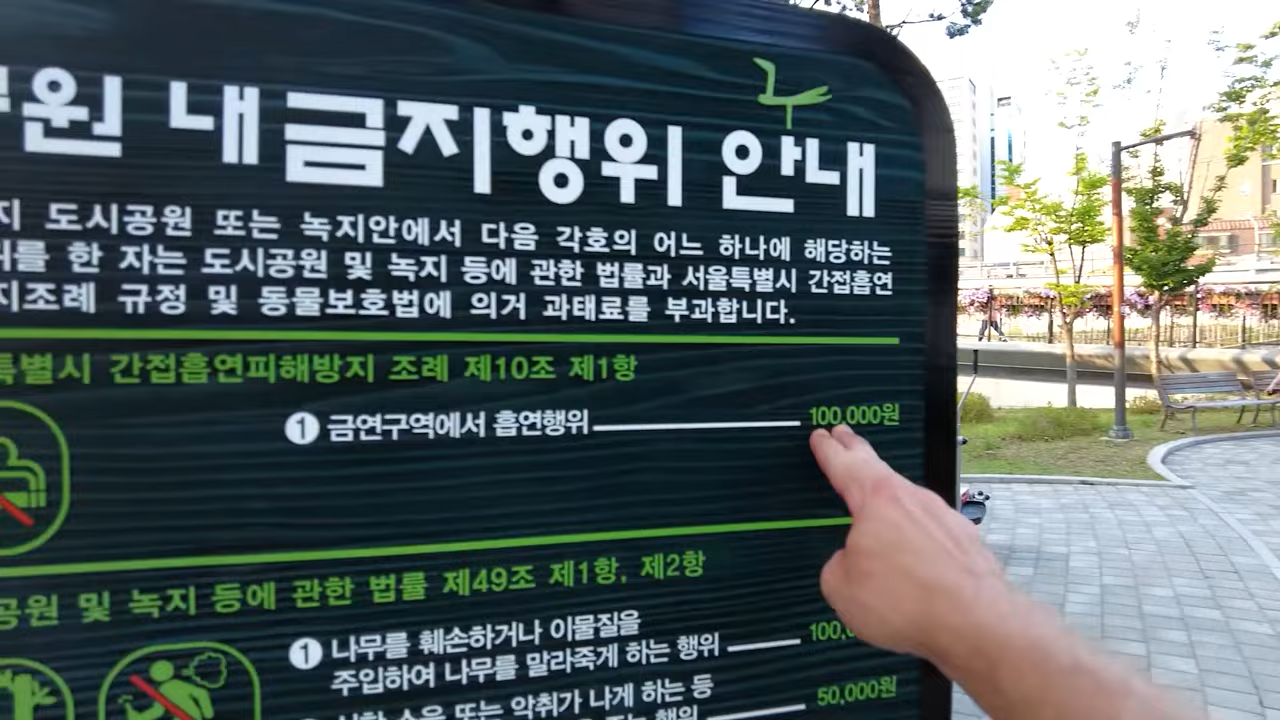 원 내 금지행위 안내
지 도시공원 또는 녹지안에서 다음 각호의 어느 하나에 해당하는
위를 한 자는 도시공원 및 녹지 등에 관한 법률과 서울특별시 간접흡연
지조례 규정 및 동물보호법에 의거 과태료를 부과합니다.
특별시 간접흡연피해방지 조례 제10조 제1항
1 금연구역에서 흡연행위 100,000원
공원 및 녹지 등에 관한 법률 제49조 제1항, 제2항
1 나무를 훼손하거나 이물질을
주입하여 나무를 말라죽게 하는 행위 100,0
심한 소음 또는 악취가 나게 하는 등
주는 행위 50,000원